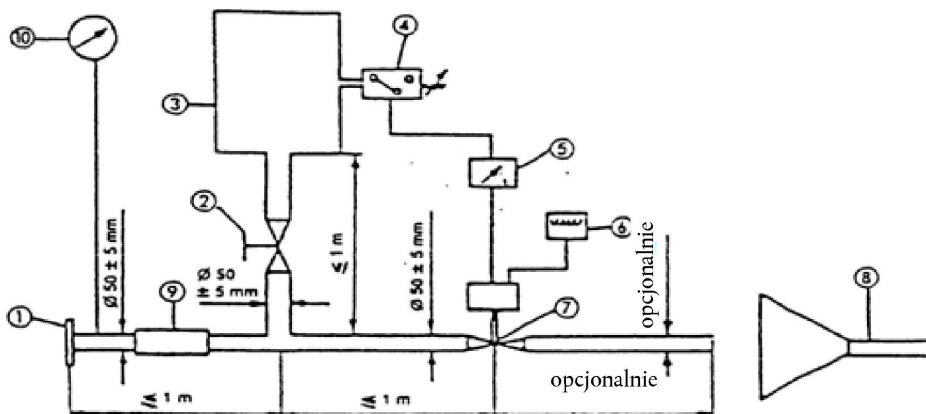 10
4
3
5
2
6
≤ 1 m
Ø 50 ± 5 mm
Ø 50 ± 5 mm
Ø 50
± 5 mm
opcjonalnie
9
7
8
1
opcjonalnie
≤ 1 m
≤ 1 m